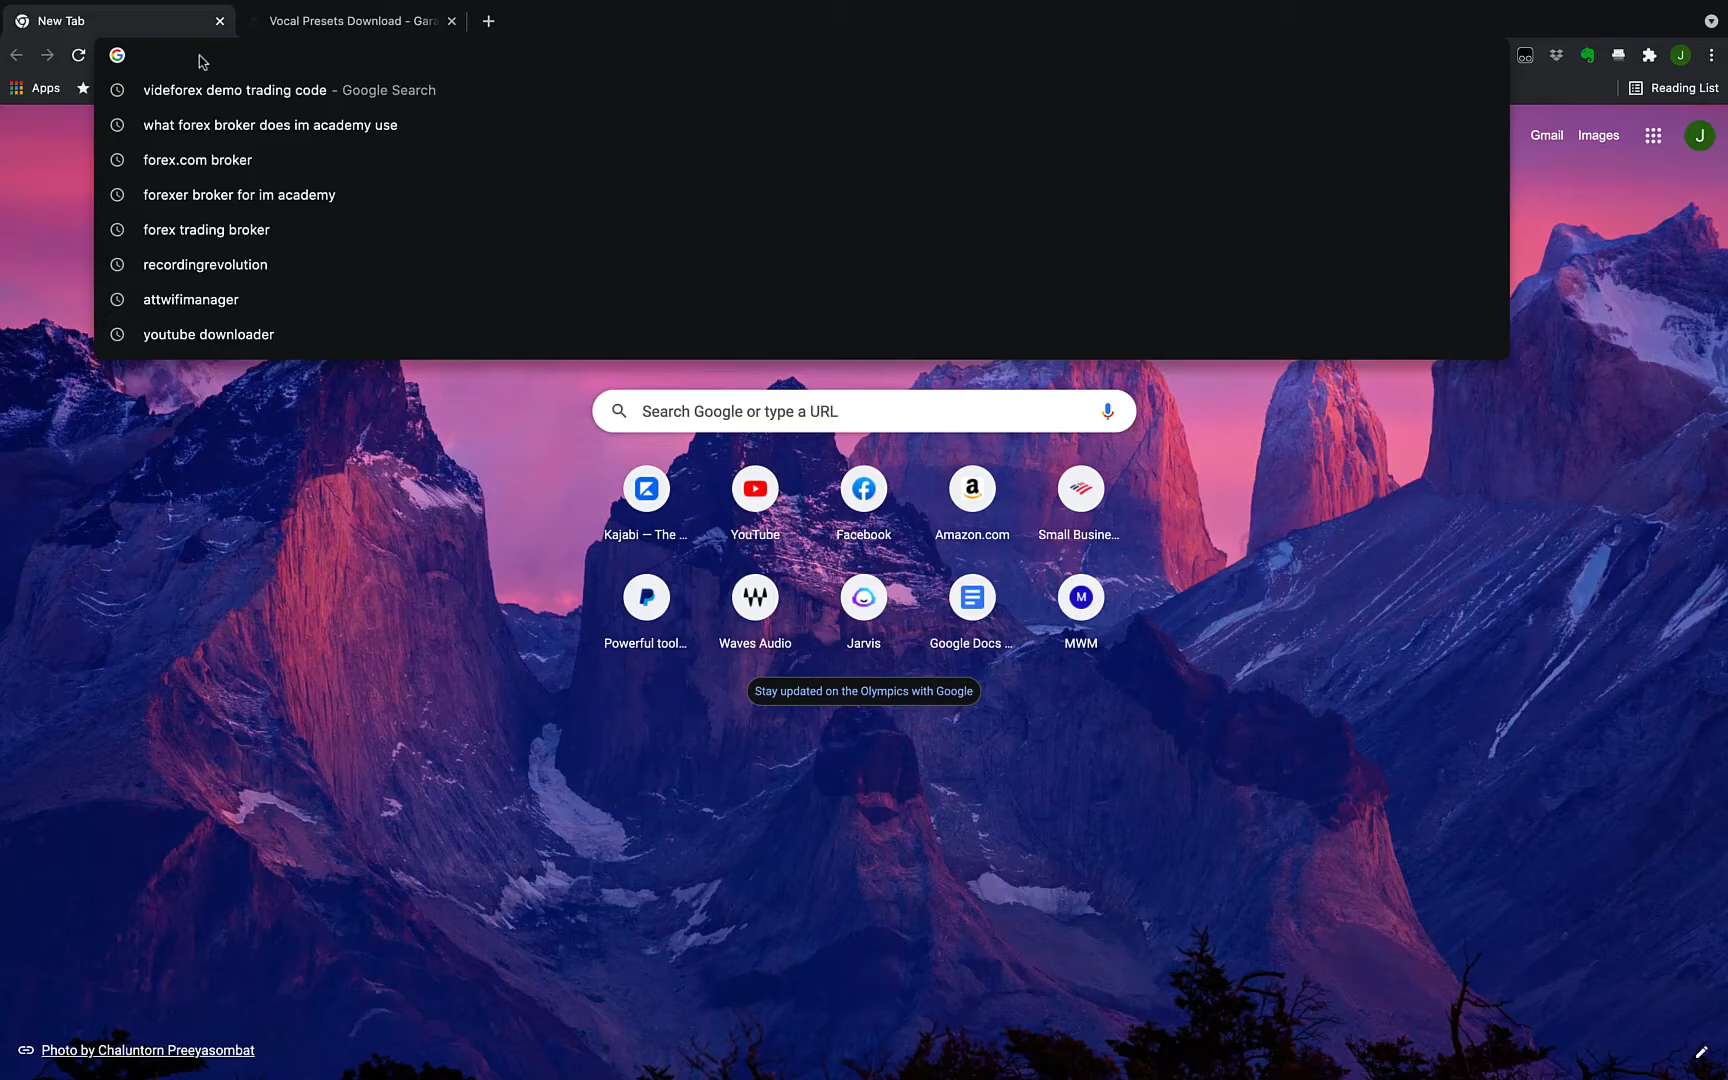 New Tab
Vocal Presets Download - Gara
Apps
Reading List
videforex demo trading code - Google Search
what forex broker does im academy use
forex.com broker
forexer broker for im academy
forex trading broker
recordingrevolution
attwifimanager
youtube downloader
Gmail Images
J
J
Search Google or type a URL
Kajabi — The ...
YouTube
Facebook
Amazon.com
Small Busine...
Powerful tool...
Waves Audio
Jarvis
Google Docs ...
M
MWM
Stay updated on the Olympics with Google
Photo by Chaluntorn Preeyasombat